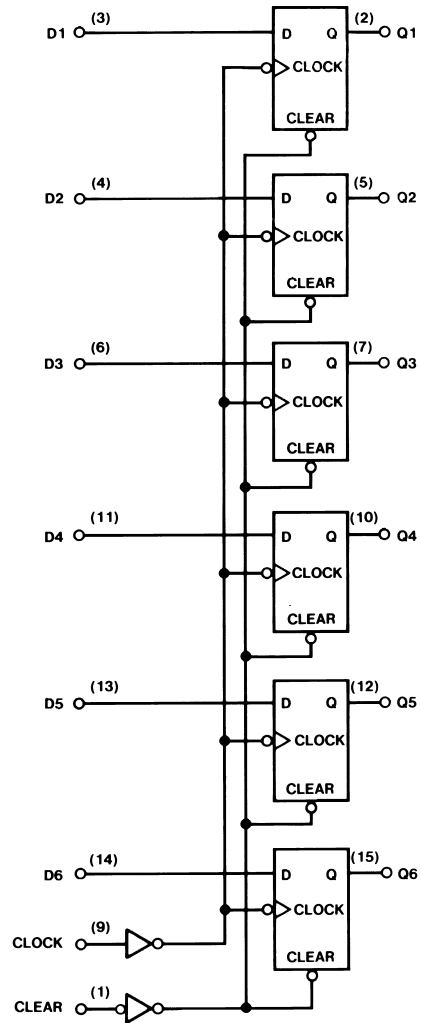 D1 (3) D Q (2) Q1
CLOCK
CLEAR
D2 (4) D Q (5) Q2
CLOCK
CLEAR
D3 (6) D Q (7) Q3
CLOCK
CLEAR
D4 (11) D Q (10) Q4
CLOCK
CLEAR
D5 (13) D Q (12) Q5
CLOCK
CLEAR
D6 (14) D Q (15) Q6
CLOCK
CLOCK (9)
CLEAR
CLEAR (1)